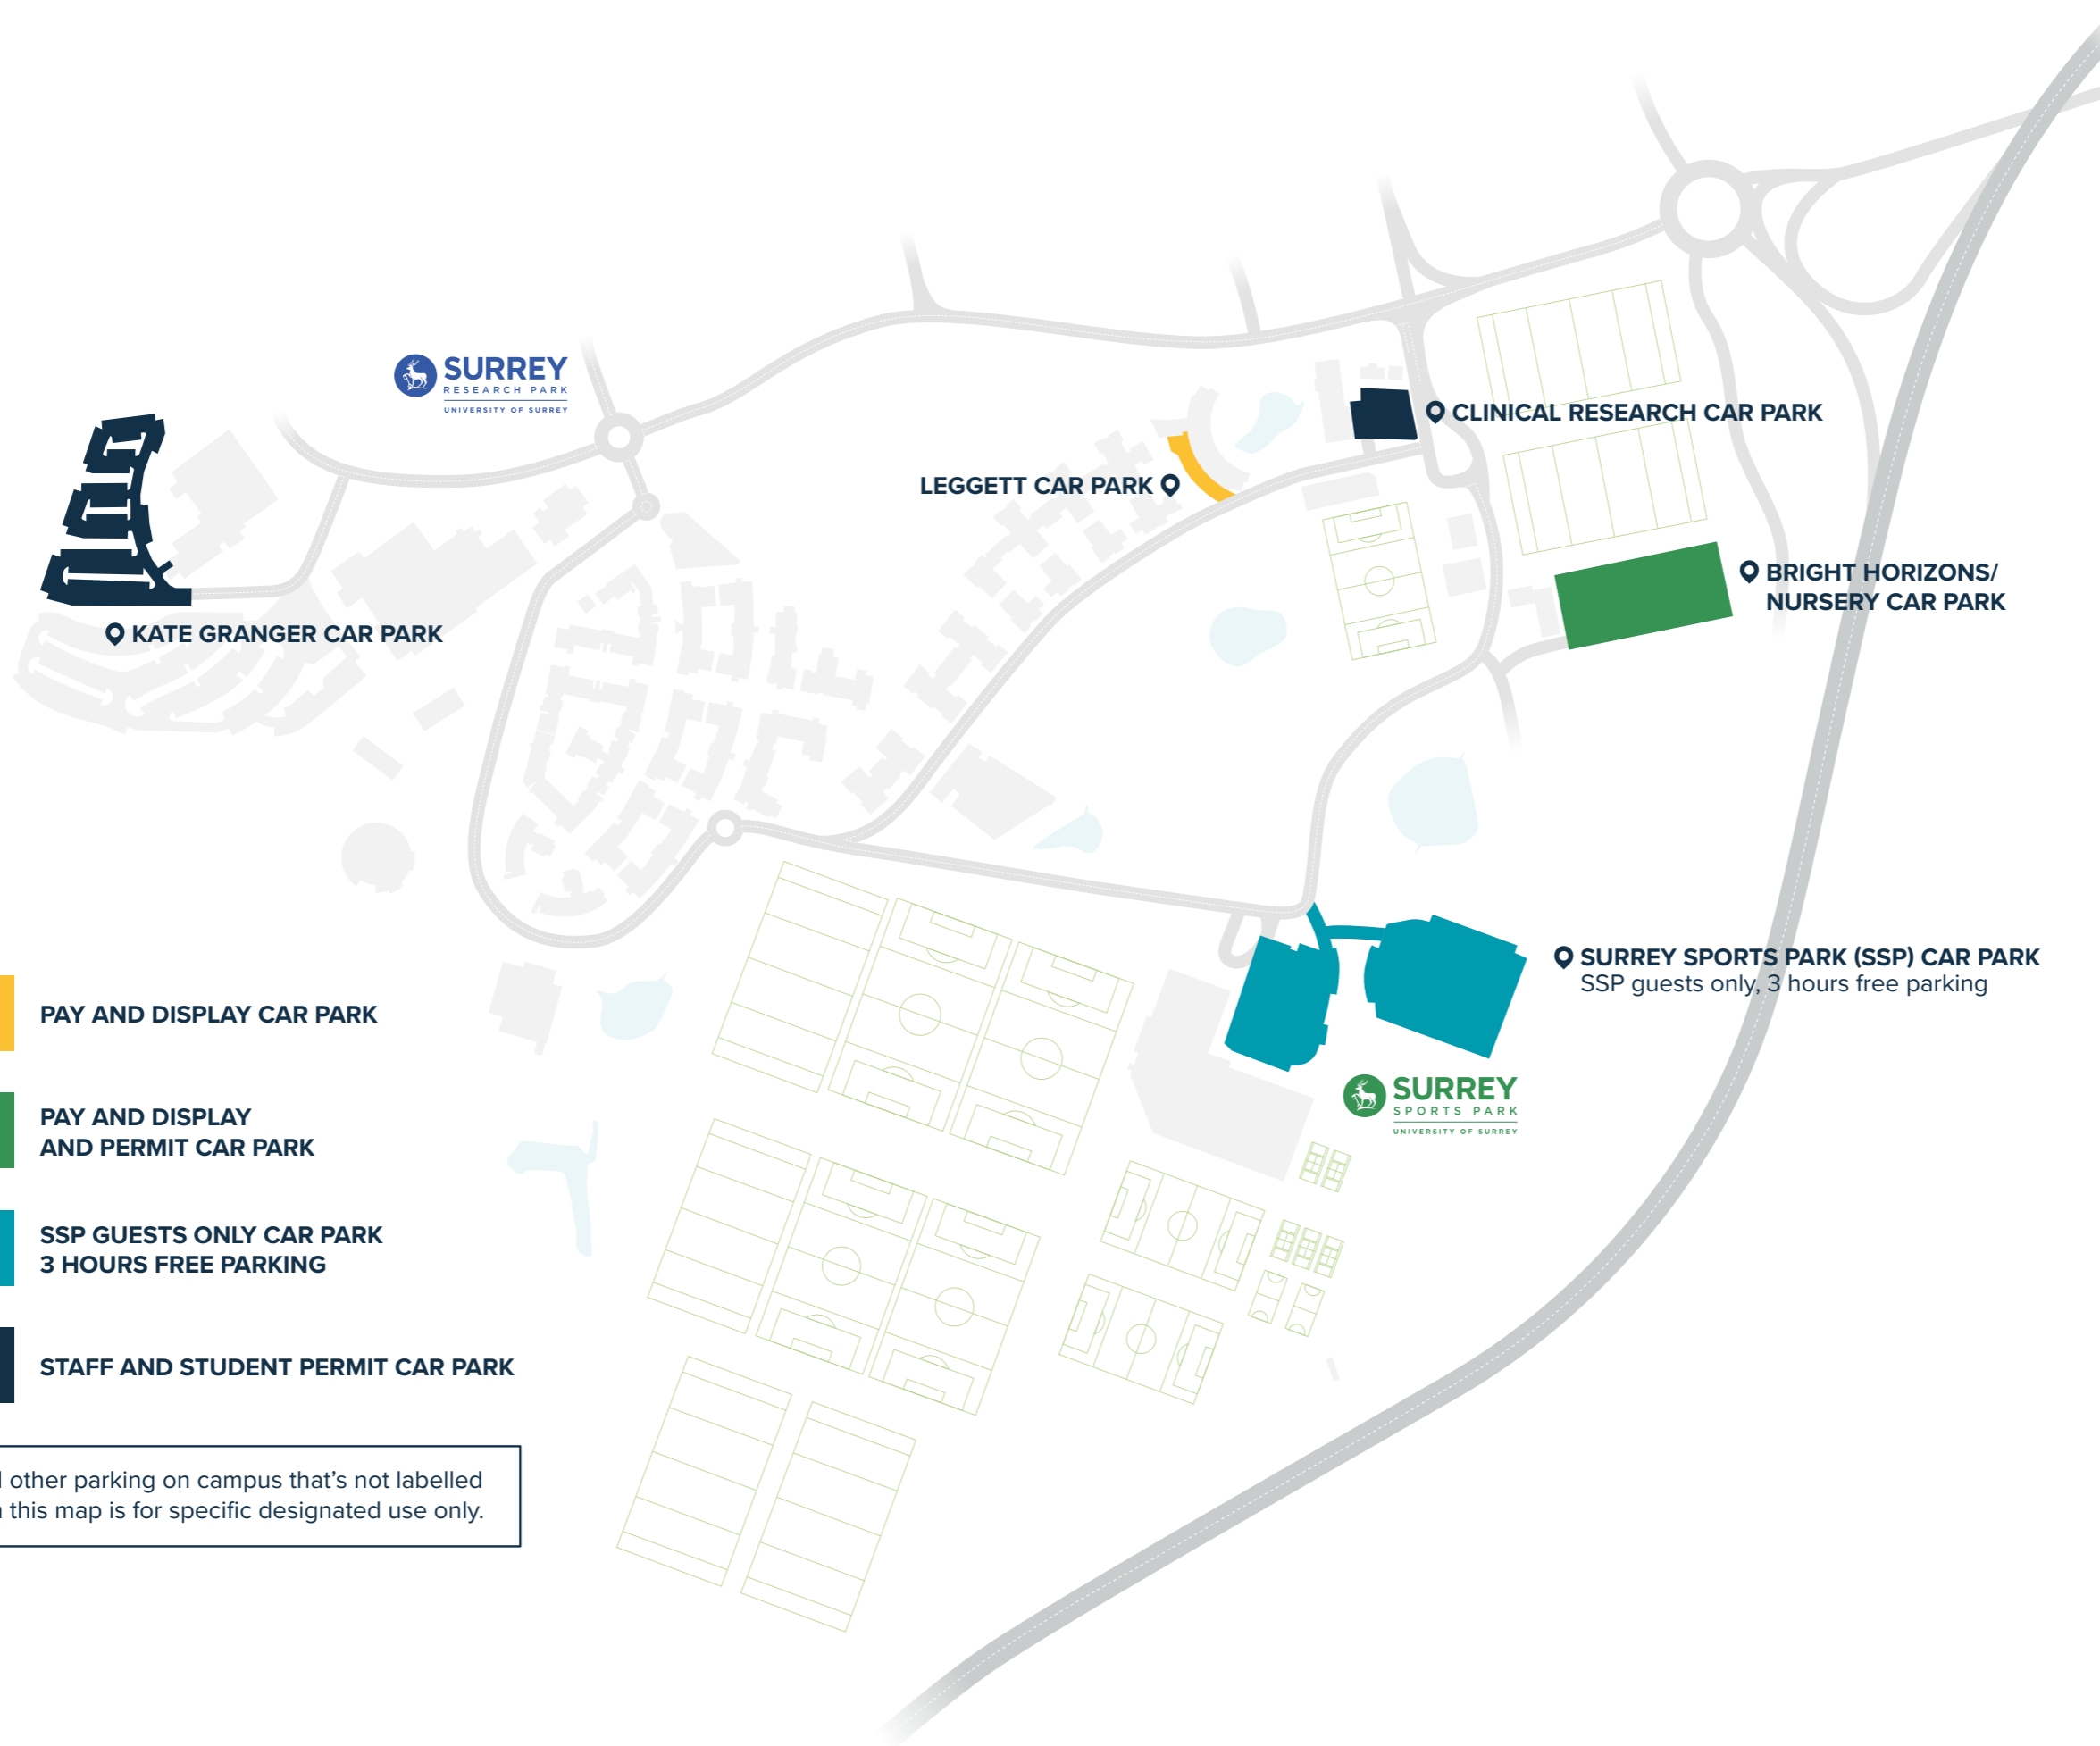 SURREY
RESEARCH PARK
UNIVERSITY OF SURREY
CLINICAL RESEARCH CAR PARK
LEGGETT CAR PARK
BRIGHT HORIZONS/
NURSERY CAR PARK
KATE GRANGER CAR PARK
SURREY SPORTS PARK (SSP) CAR PARK
SSP guests only, 3 hours free parking
SURREY
SPORTS PARK
UNIVERSITY OF SURREY
PAY AND DISPLAY CAR PARK
PAY AND DISPLAY
AND PERMIT CAR PARK
SSP GUESTS ONLY CAR PARK
3 HOURS FREE PARKING
STAFF AND STUDENT PERMIT CAR PARK
other parking on campus that's not labelled
this map is for specific designated use only.